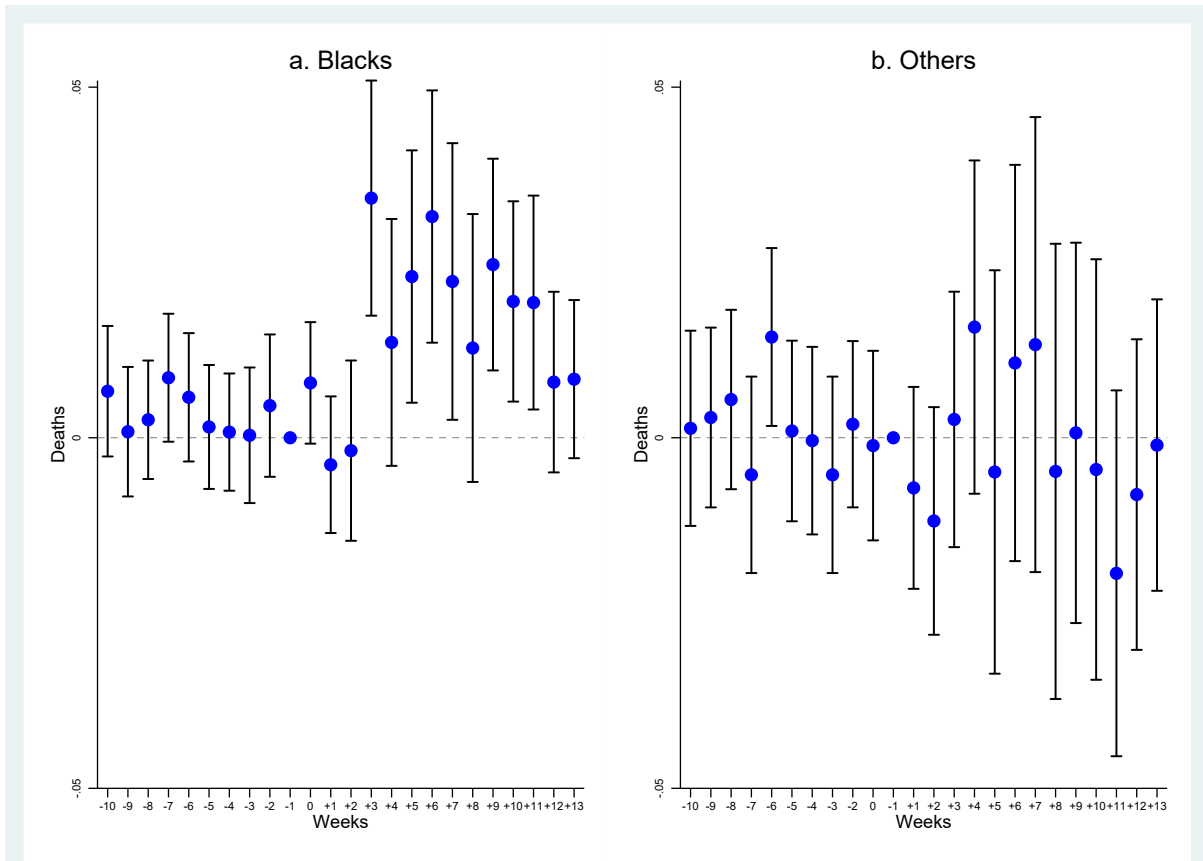 a. Blacks
.05
0
-.05
Deaths
-10 -9 -8 -7 -6 -5 -4 -3 -2 -1 0 +1 +2 +3 +4 +5 +6 +7 +8 +9 +10 +11 +12 +13
Weeks
b. Others
.05
0
-.05
Deaths
-10 -9 -8 -7 -6 -5 -4 -3 -2 0 -1 +1 +2 +3 +4 +5 +6 +7 +8 +9 +10 +11 +12 +13
Weeks